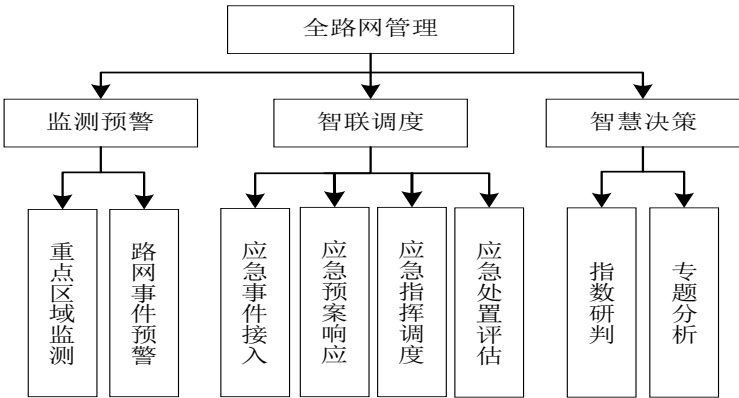 全路网管理
监测预警
智联调度
智慧决策
重点区域监测
路网事件预警
应急事件接入
应急预案响应
应急指挥调度
应急处置评估
指数研判
专题分析